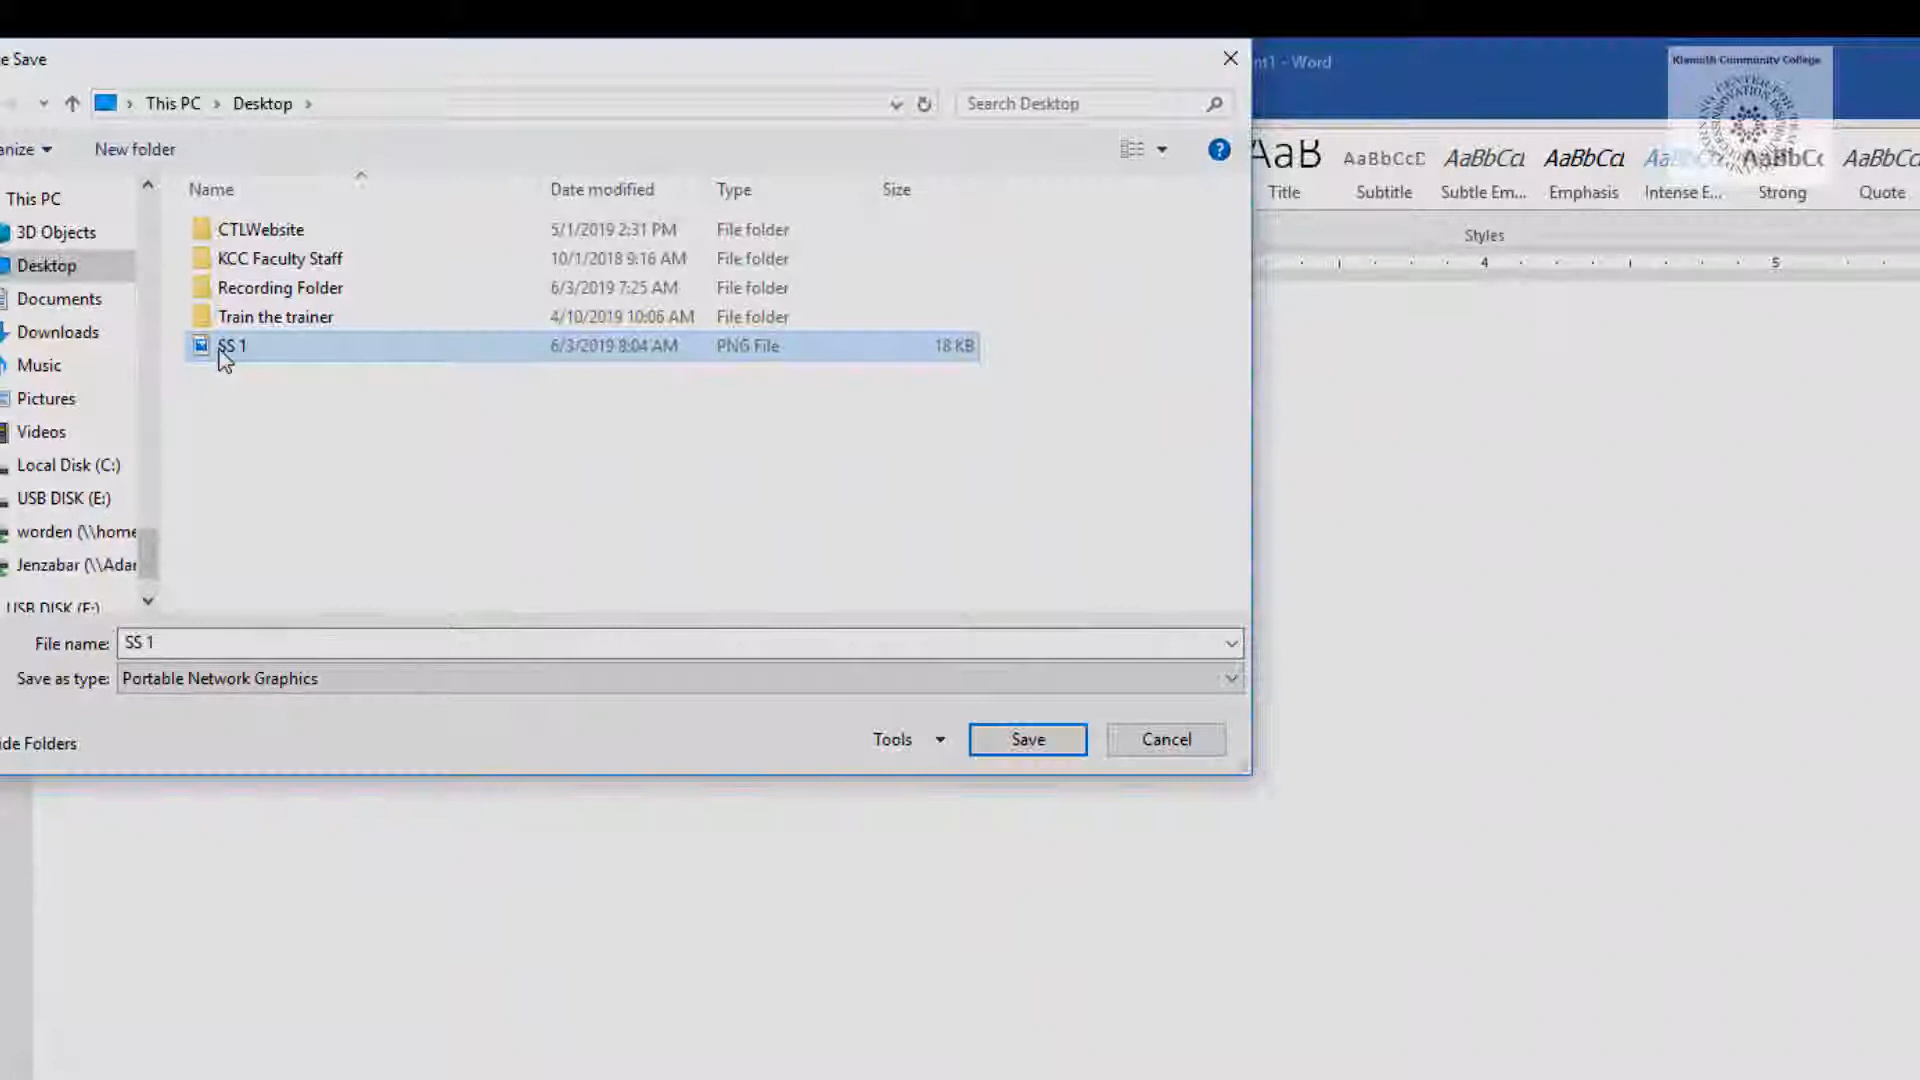 e Save
nt1 - Word
Klamath Community College
This PC > Desktop >
Search Desktop
anize
New folder
AaB AaBbCcD AaBbCcL AaBbCcL AaBbCc AaBbCc AaBbCc
Title Subtitle Subtle Em... Emphasis Intense E... Strong Quote
Styles
4 5
Name Date modified Type Size
This PC
3D Objects
Desktop
Documents
Downloads
Music
Pictures
Videos
Local Disk (C:)
USB DISK (E:)
worden (\\home
Jenzabar (\\Adar
USB DISK (E:)
CTLWebsite 5/1/2019 2:31 PM File folder
KCC Faculty Staff 10/1/2018 9:16 AM File folder
Recording Folder 6/3/2019 7:25 AM File folder
Train the trainer 4/10/2019 10:06 AM File folder
SS 1 6/3/2019 8:04 AM PNG File 18 KB
File name: SS 1
Save as type: Portable Network Graphics
ide Folders
Tools Save Cancel